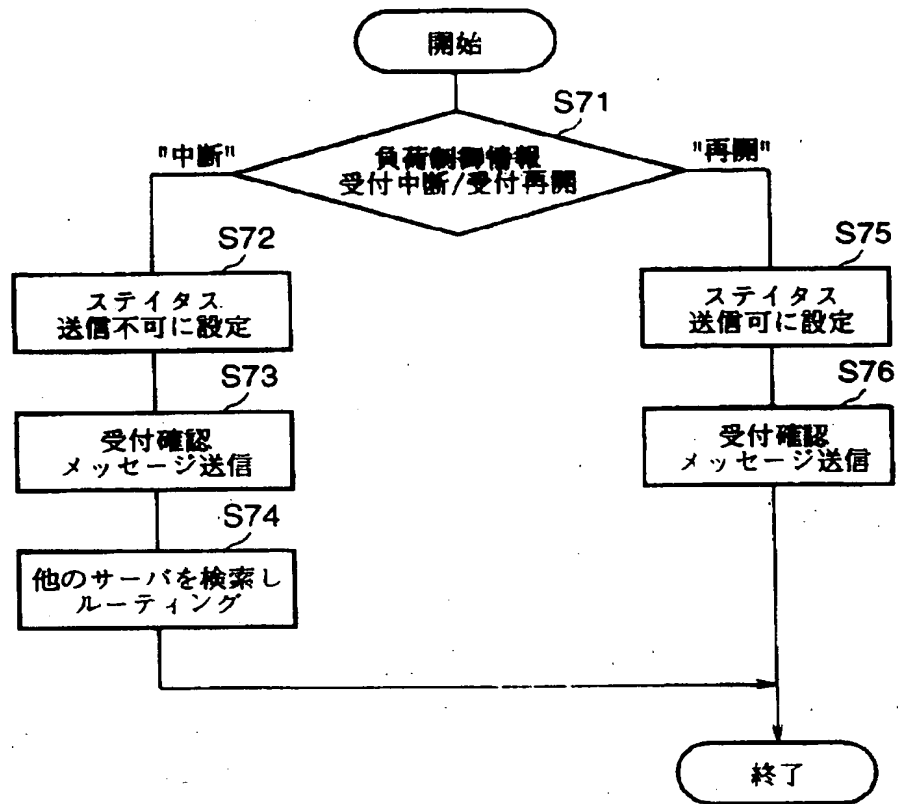 開始
S71
負荷制御情報
受付中断/受付再開
"中断"
"再開"
S72
ステイタス
送信不可に設定
S73
受付確認
メッセージ送信
S74
他のサーバを検索し
ルーティング
S75
ステイタス
送信可に設定
S76
受付確認
メッセージ送信
終了